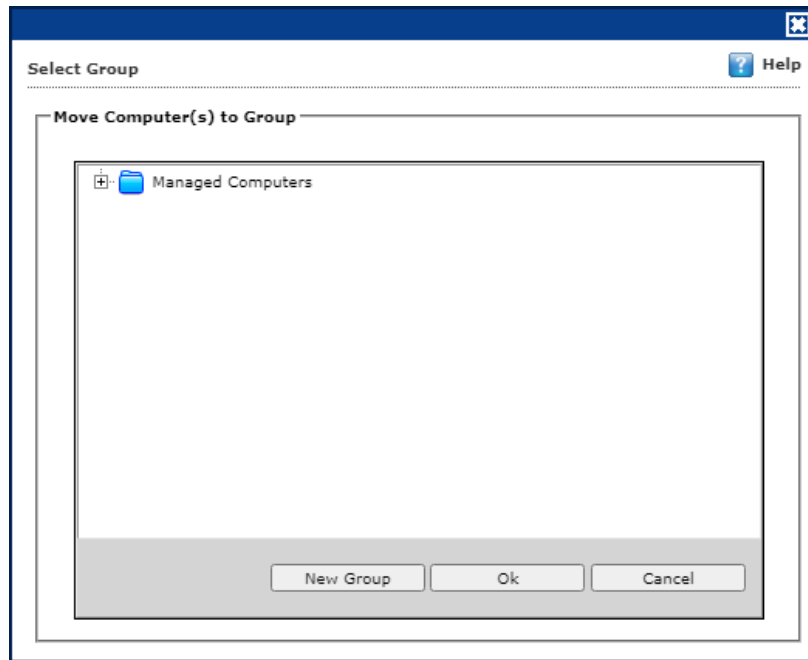 Select Group
Help
Move Computer(s) to Group
Managed Computers
New Group
Ok
Cancel